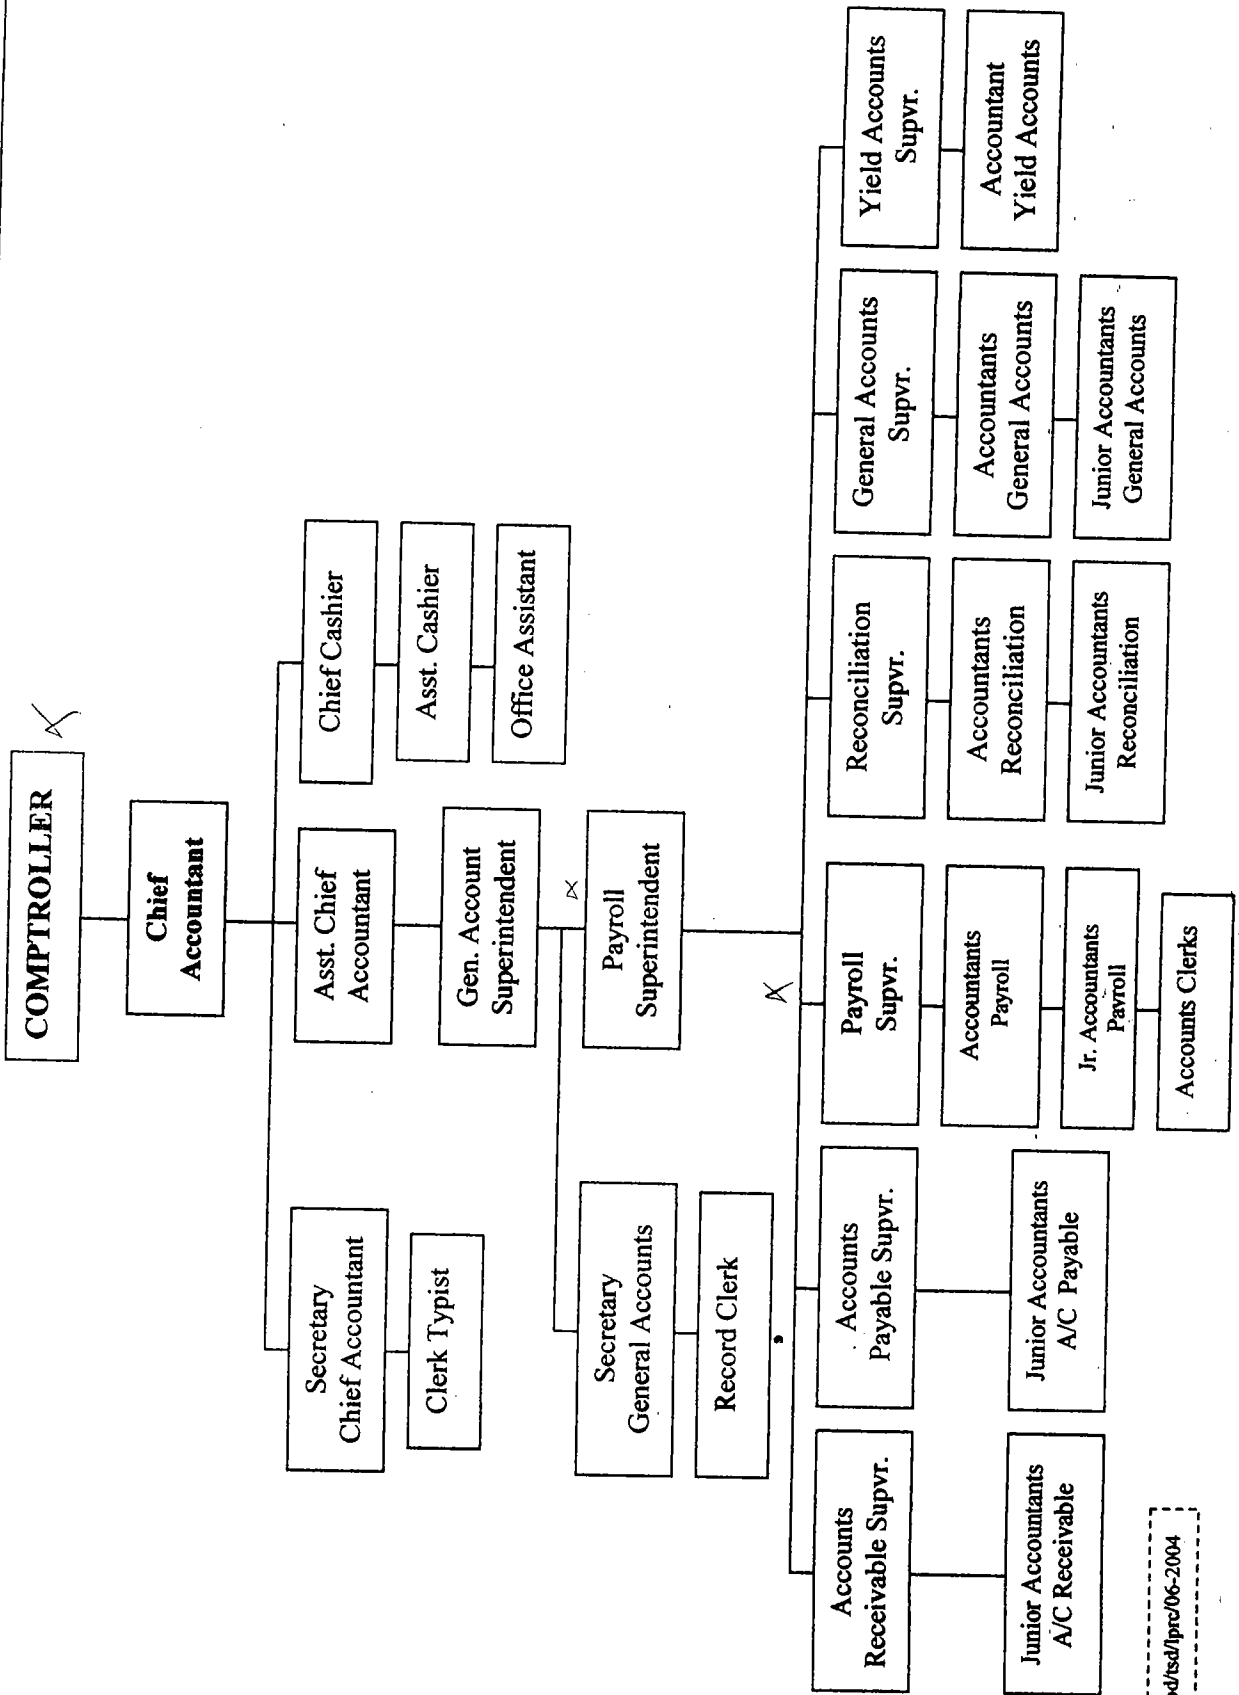 COMPTROLLER
Chief
Accountant
Secretary
Chief Accountant
Clerk Typist
Asst. Chief
Accountant
Chief Cashier
Asst. Cashier
Office Assistant
Gen. Account
Superintendent
Secretary
General Accounts
Record Clerk
Payroll
Superintendent
Accounts
Receivable Supvr.
Junior Accountants
A/C Receivable
Accounts
Payable Supvr.
Junior Accountants
A/C Payable
Payroll
Supvr.
Accountants
Payroll
Jr. Accountants
Payroll
Accounts Clerks
Reconciliation
Supvr.
Accountants
Reconciliation
Junior Accountants
Reconciliation
General Accounts
Supvr.
Accountants
General Accounts
Junior Accountants
General Accounts
Yield Accounts
Supvr.
Accountant
Yield Accounts
d/tsd/lprc/06-2004